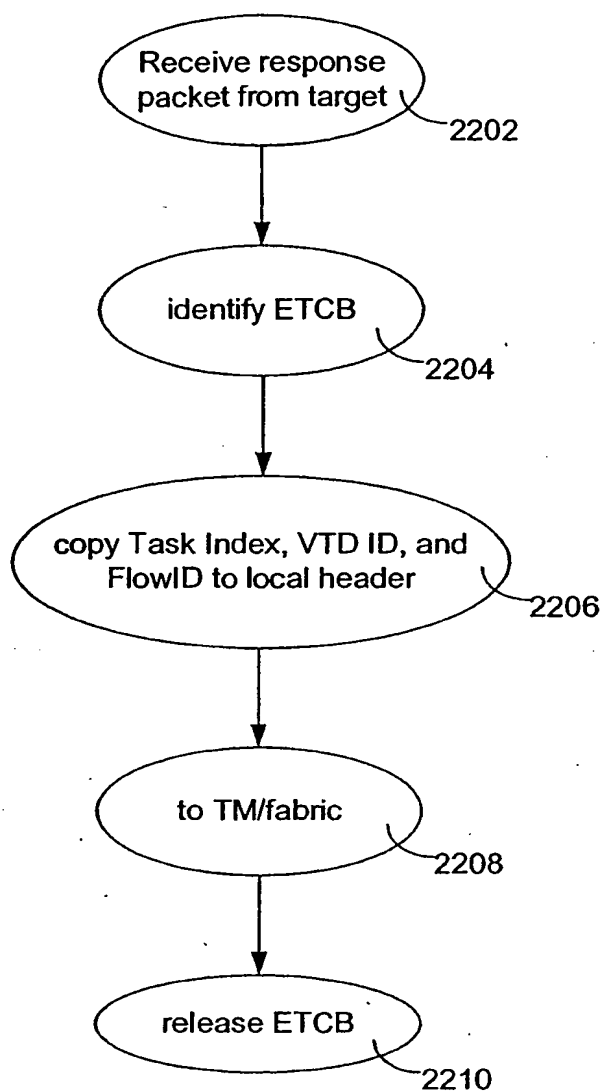 Receive response
packet from target
2202
identify ETCB
2204
copy Task Index, VTD ID, and
FlowID to local header
2206
to TM/fabric
2208
release ETCB
2210